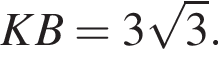 KB = 3√3.